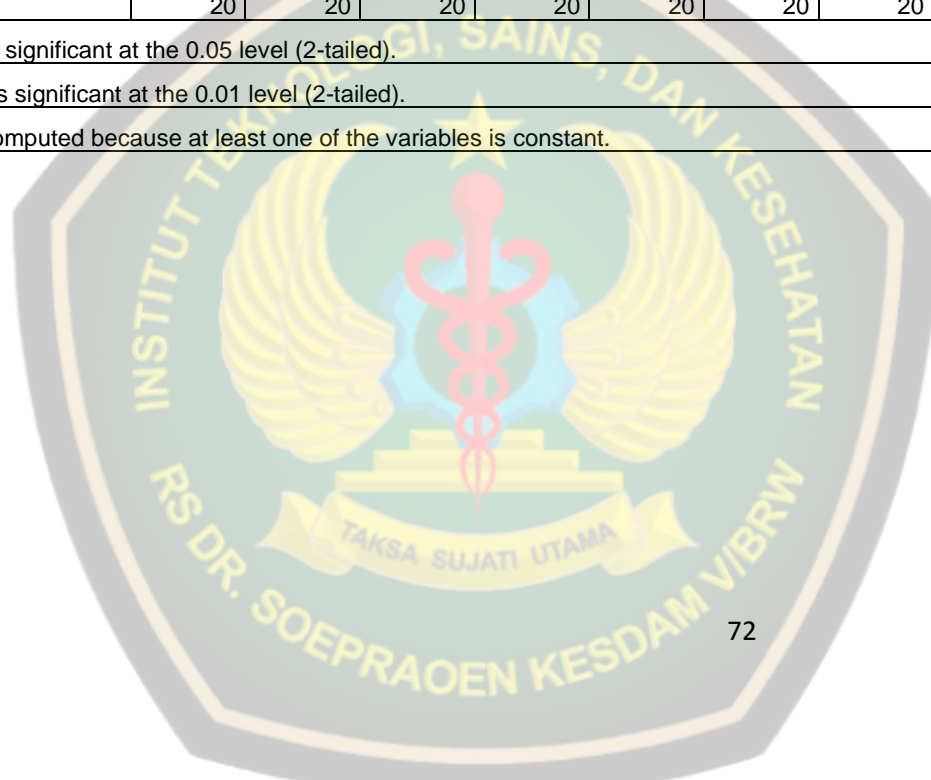 20 20 20 20 20 20 20
significant at the 0.05 level (2-tailed).
s significant at the 0.01 level (2-tailed).
omputed because at least one of the variables is constant.
INSTITUT TEKNOLOGI, SAINS, DAN KESEHATAN
TAKSA SUJATI UTAMA
RS DR. SOEPRAOEN KESDAM V/BRW
72